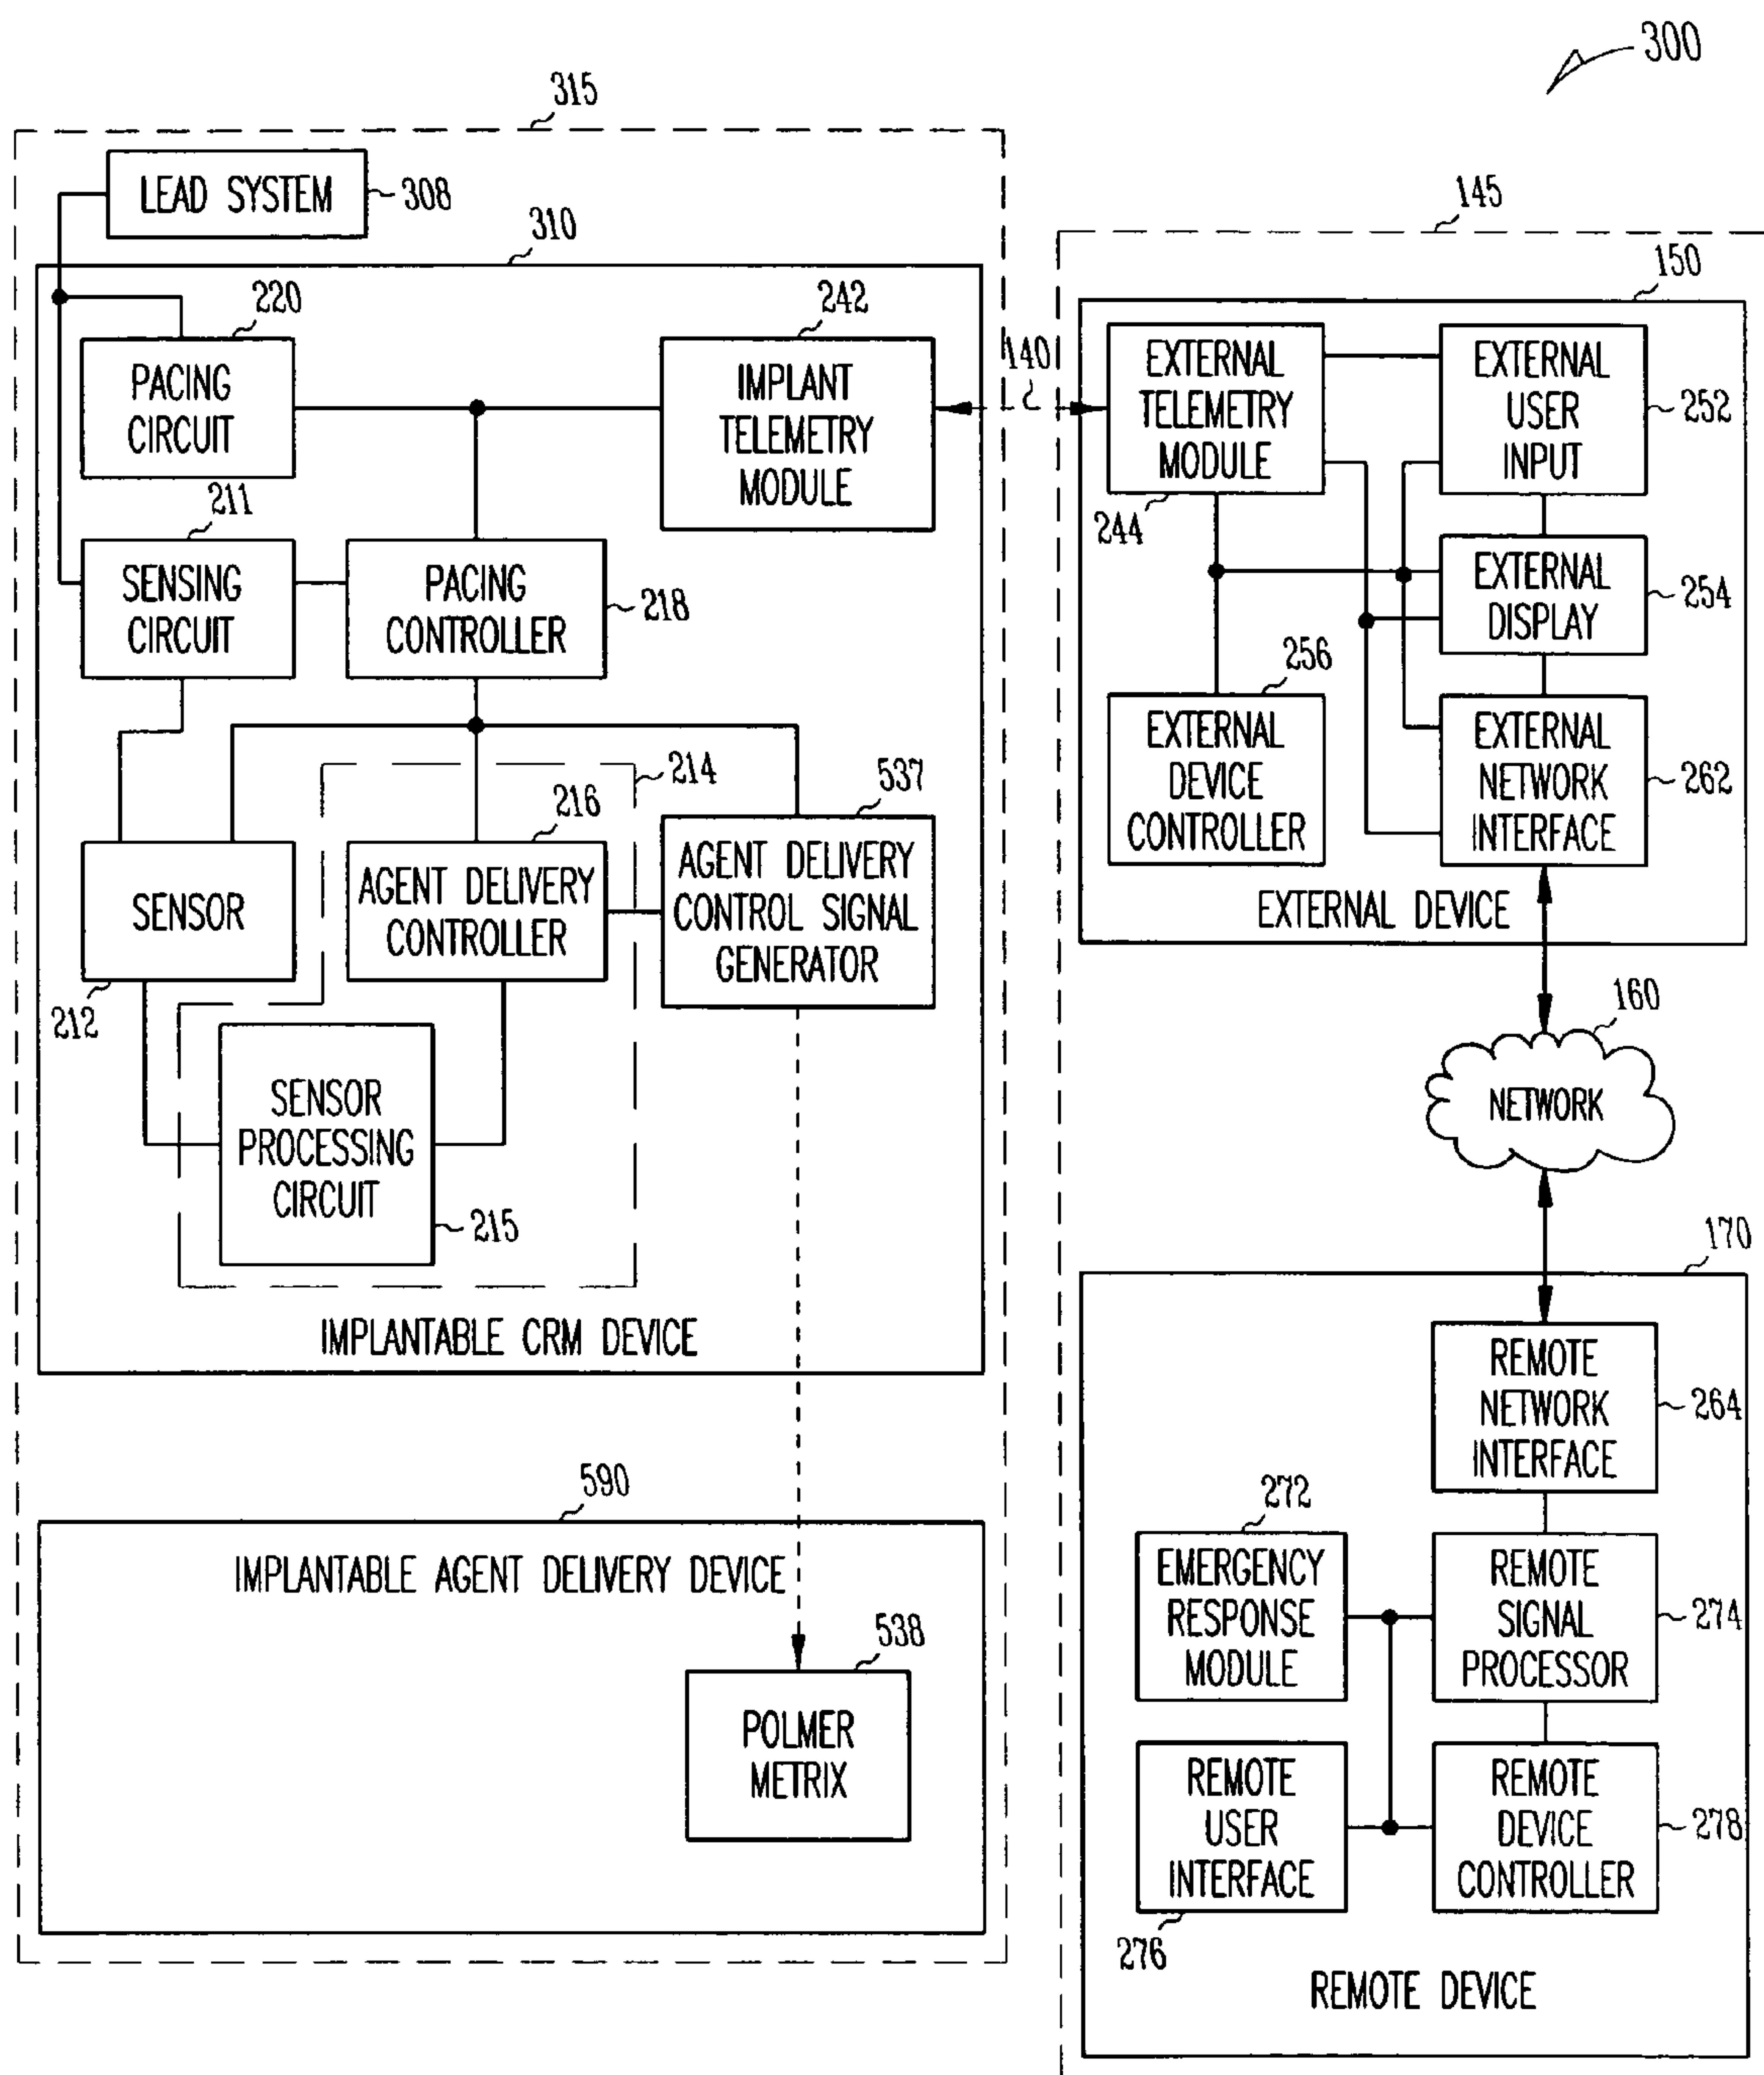 300
315
LEAD SYSTEM
308
310
145
150
220
PACING
CIRCUIT
242
IMPLANT
TELEMETRY
MODULE
140
EXTERNAL
TELEMETRY
MODULE
244
EXTERNAL
USER
INPUT
252
211
SENSING
CIRCUIT
PACING
CONTROLLER
218
EXTERNAL
DISPLAY
254
256
EXTERNAL
DEVICE
CONTROLLER
EXTERNAL
NETWORK
INTERFACE
262
EXTERNAL DEVICE
214
216
537
SENSOR
212
AGENT DELIVERY
CONTROLLER
AGENT DELIVERY
CONTROL SIGNAL
GENERATOR
SENSOR
PROCESSING
CIRCUIT
215
IMPLANTABLE CRM DEVICE
160
NETWORK
170
REMOTE
NETWORK
INTERFACE
264
590
IMPLANTABLE AGENT DELIVERY DEVICE
538
POLMER
METRIX
272
EMERGENCY
RESPONSE
MODULE
REMOTE
SIGNAL
PROCESSOR
274
REMOTE
USER
INTERFACE
276
REMOTE
DEVICE
CONTROLLER
278
REMOTE DEVICE